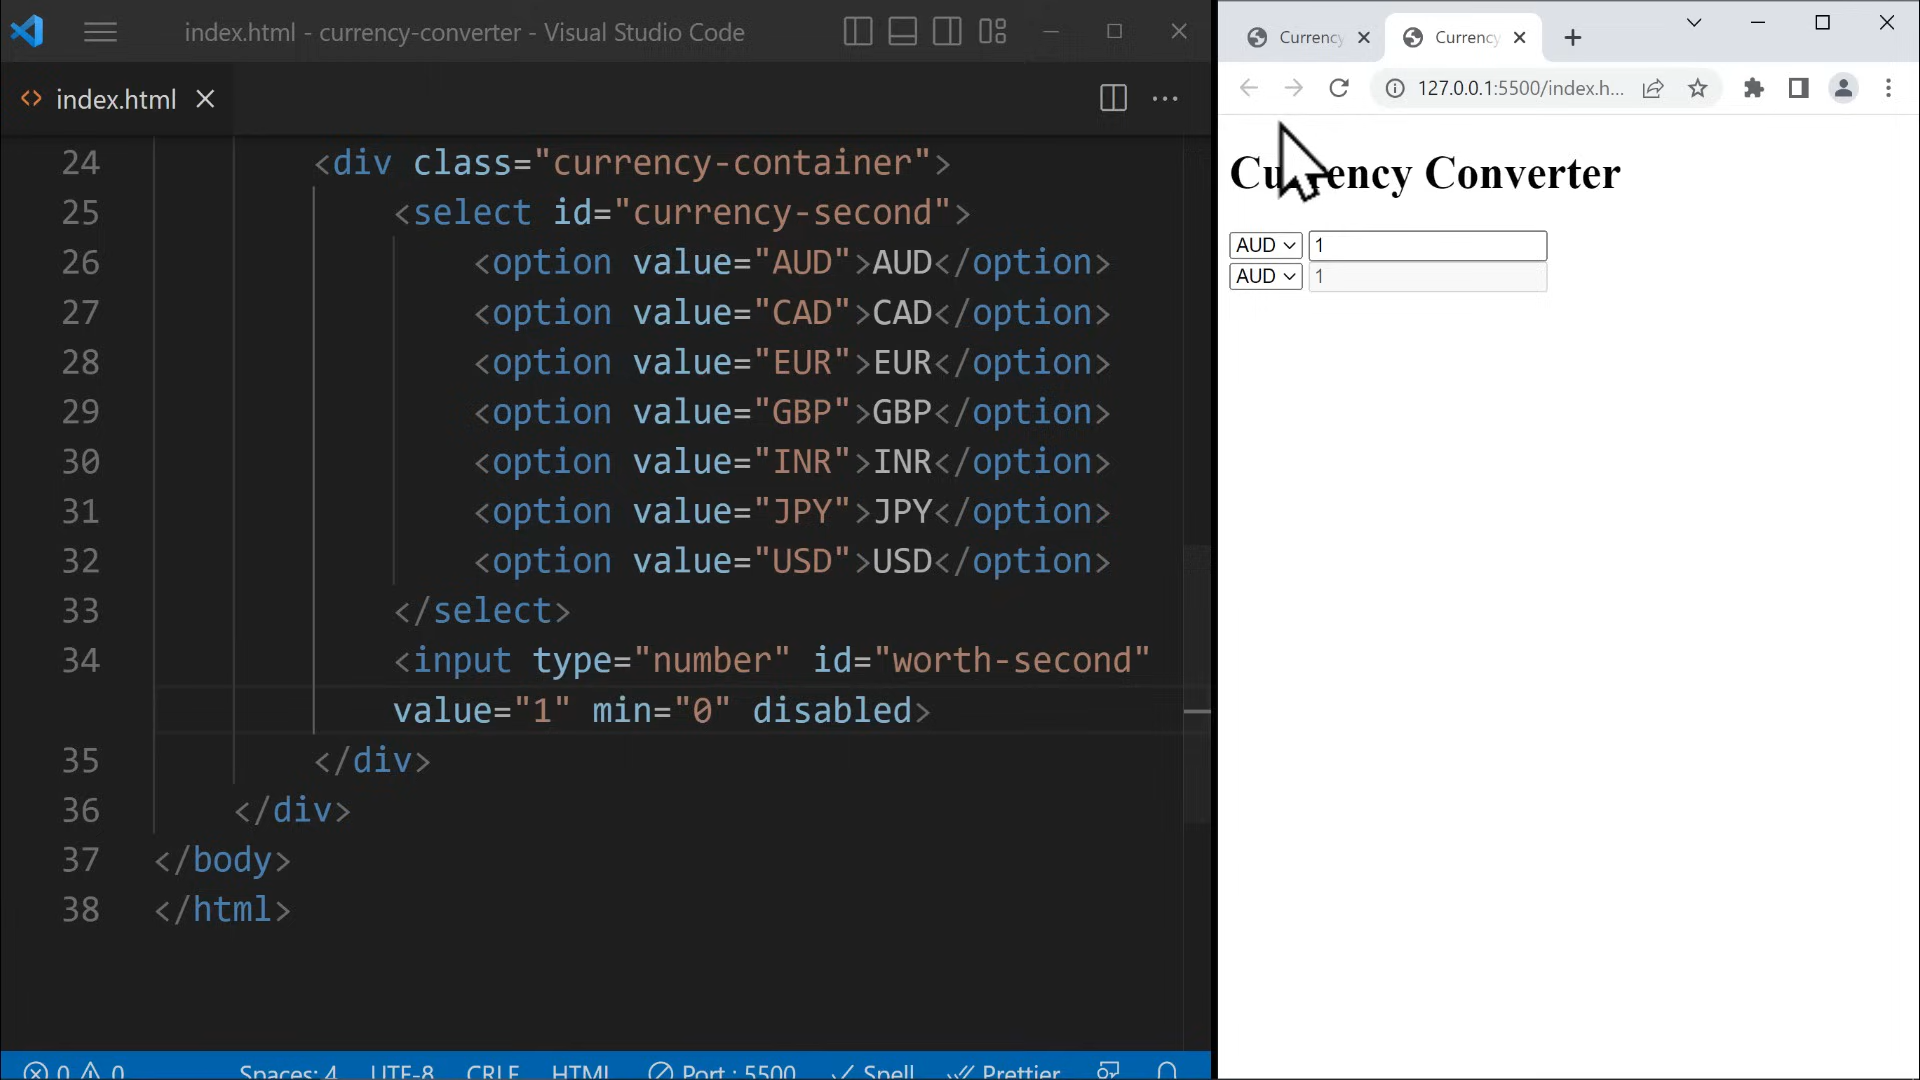 index.html - currency-converter - Visual Studio Code
index.html
24 <div class="currency-container">
25 <select id="currency-second">
26 <option value="AUD">AUD</option>
27 <option value="CAD">CAD</option>
28 <option value="EUR">EUR</option>
29 <option value="GBP">GBP</option>
30 <option value="INR">INR</option>
31 <option value="JPY">JPY</option>
32 <option value="USD">USD</option>
33 </select>
34 <input type="number" id="worth-second"
value="1" min="0" disabled>
35 </div>
36 </div>
37 </body>
38 </html>
0 0 Spaces: 4 UTF-8 CRLF HTML Port : 5500 Spell Prettier
Currency Currency
127.0.0.1:5500/index.h...
Currency Converter
AUD 1
AUD 1